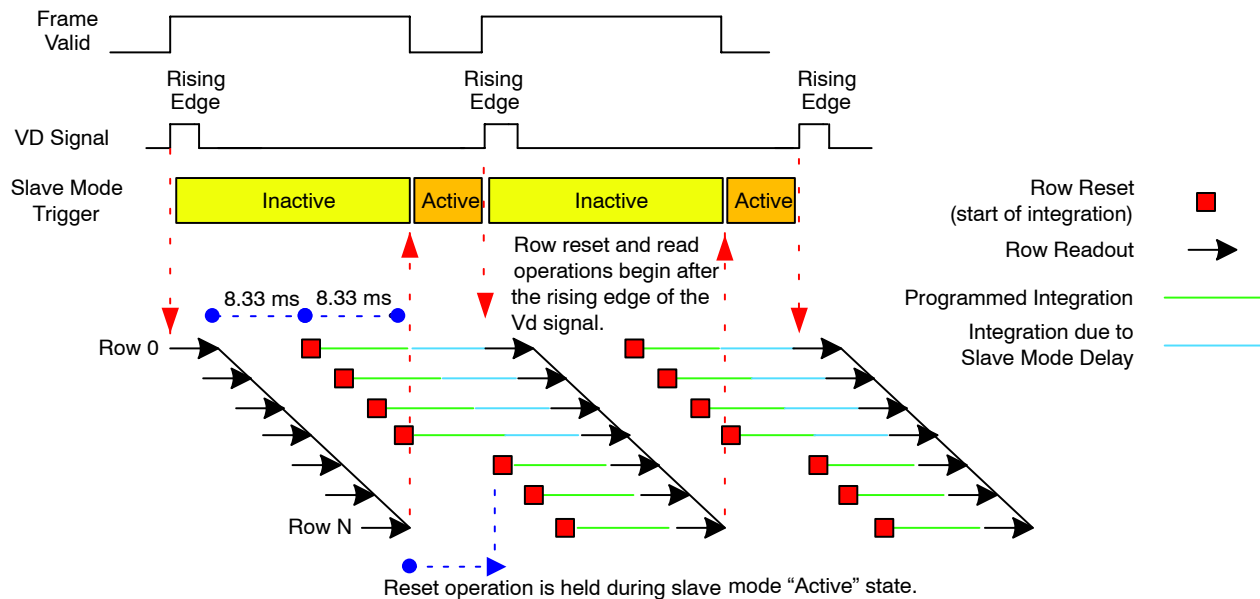 Frame
Valid
Rising
Edge
Rising
Edge
Rising
Edge
VD Signal
Slave Mode
Trigger
Inactive
Active
Inactive
Active
Row Reset
(start of integration)
Row Readout
Programmed Integration
Integration due to
Slave Mode Delay
Row reset and read
operations begin after
the rising edge of the
Vd signal.
8.33 ms
8.33 ms
Row 0
Row N
Reset operation is held during slave mode “Active” state.